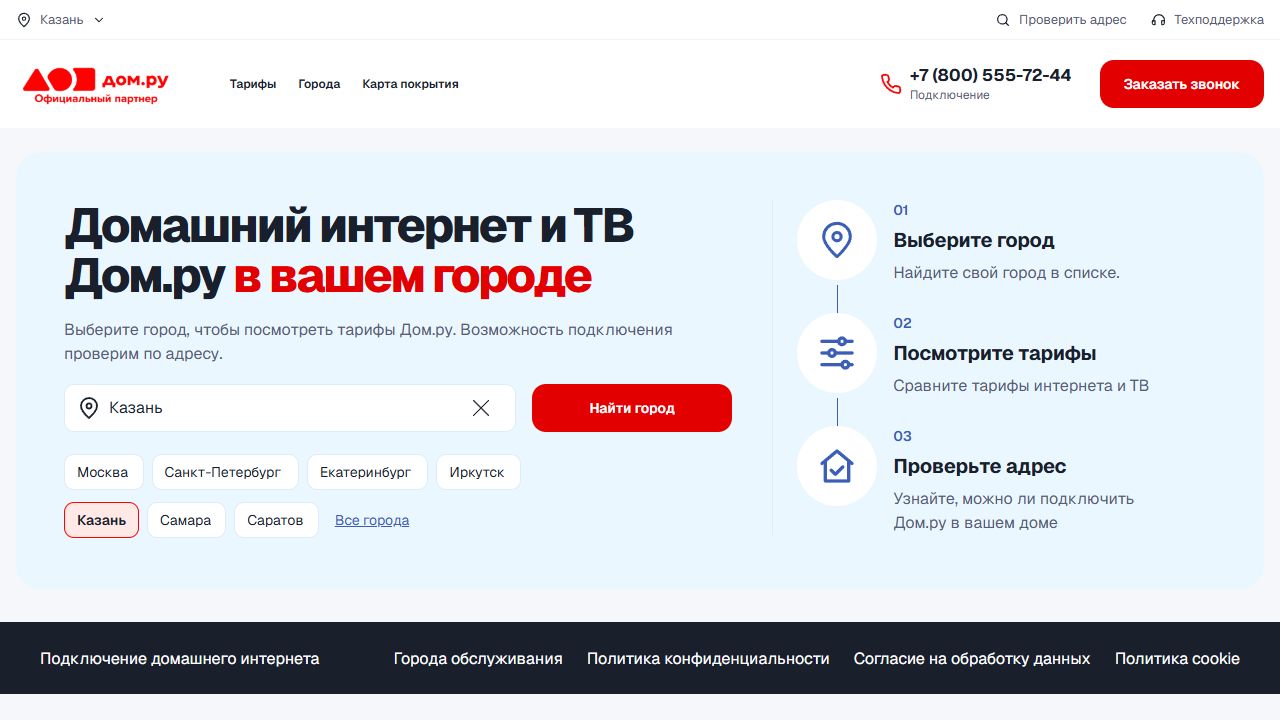 Казань
Проверить адрес
Техподдержка
дом.ру
Официальный партнер
Тарифы
Города
Карта покрытия
+7 (800) 555-72-44
Подключение
Заказать звонок
Домашний интернет и ТВ
Дом.ру в вашем городе
Выберите город, чтобы посмотреть тарифы Дом.ру. Возможность подключения
проверим по адресу.
Казань
Найти город
Москва
Санкт-Петербург
Екатеринбург
Иркутск
Казань
Самара
Саратов
Все города
01
Выберите город
Найдите свой город в списке.
02
Посмотрите тарифы
Сравните тарифы интернета и ТВ
03
Проверьте адрес
Узнайте, можно ли подключить
Дом.ру в вашем доме
Подключение домашнего интернета
Города обслуживания
Политика конфиденциальности
Согласие на обработку данных
Политика cookie